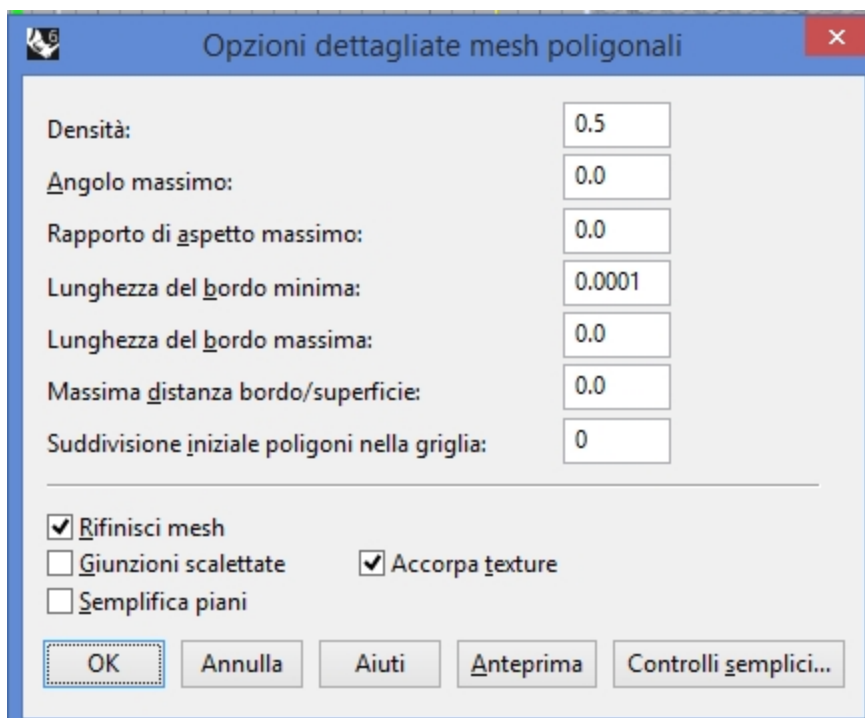 6
Opzioni dettagliate mesh poligonali
Densità: 0.5
Angolo massimo: 0.0
Rapporto di aspetto massimo: 0.0
Lunghezza del bordo minima: 0.0001
Lunghezza del bordo massima: 0.0
Massima distanza bordo/superficie: 0.0
Suddivisione iniziale poligoni nella griglia: 0
Rifinisci mesh
Giunzioni scalettate Accorpa texture
Semplifica piani
OK Annulla Aiuti Anteprima Controlli semplici...